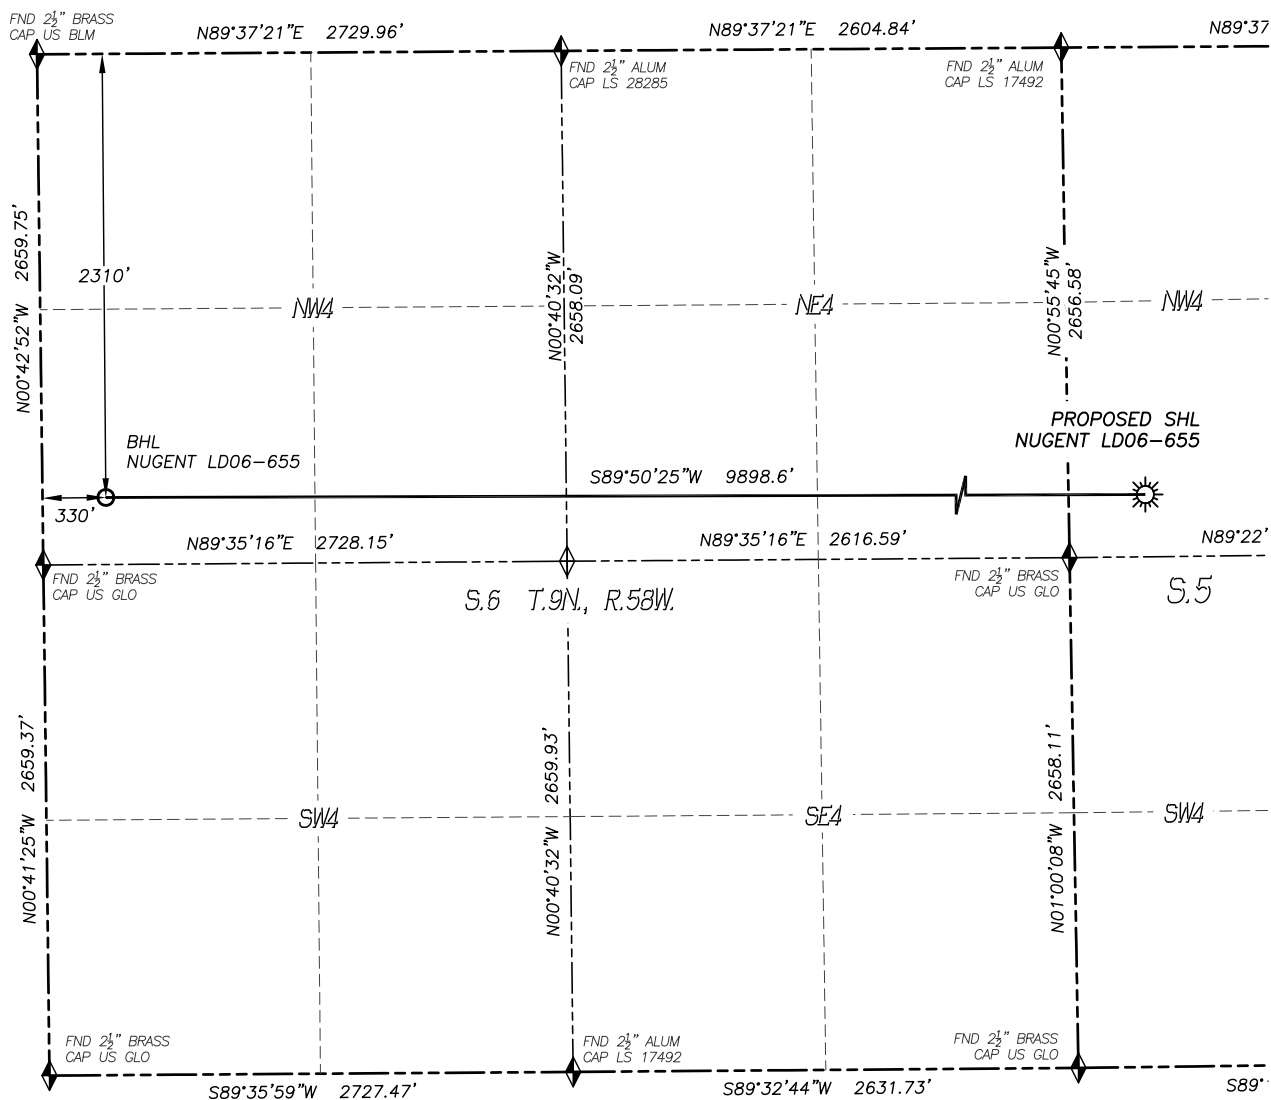 FND 2½" BRASS
CAP US BLM
N89°37'21"E 2729.96'
N89°37'21"E 2604.84'
N89°37
FND 2½" ALUM
CAP LS 28285
FND 2½" ALUM
CAP LS 17492
N00°42'52"W 2659.75'
2310'
N00°40'32"W
2658.09'
N00°55'45"W
2656.58'
NW4
NE4
NW4
PROPOSED SHL
NUGENT LD06-655
BHL
NUGENT LD06-655
S89°50'25"W 9898.6'
330'
N89°35'16"E 2728.15'
N89°35'16"E 2616.59'
N89°22'
FND 2½" BRASS
CAP US GLO
FND 2½" BRASS
CAP US GLO
S.6 T.9N., R.58W.
S.5
N00°41'25"W 2659.37'
N00°40'32"W 2659.93'
N01°00'08"W 2658.11'
SW4
SE4
SW4
FND 2½" BRASS
CAP US GLO
FND 2½" ALUM
CAP LS 17492
FND 2½" BRASS
CAP US GLO
S89°35'59"W 2727.47'
S89°32'44"W 2631.73'
S89°